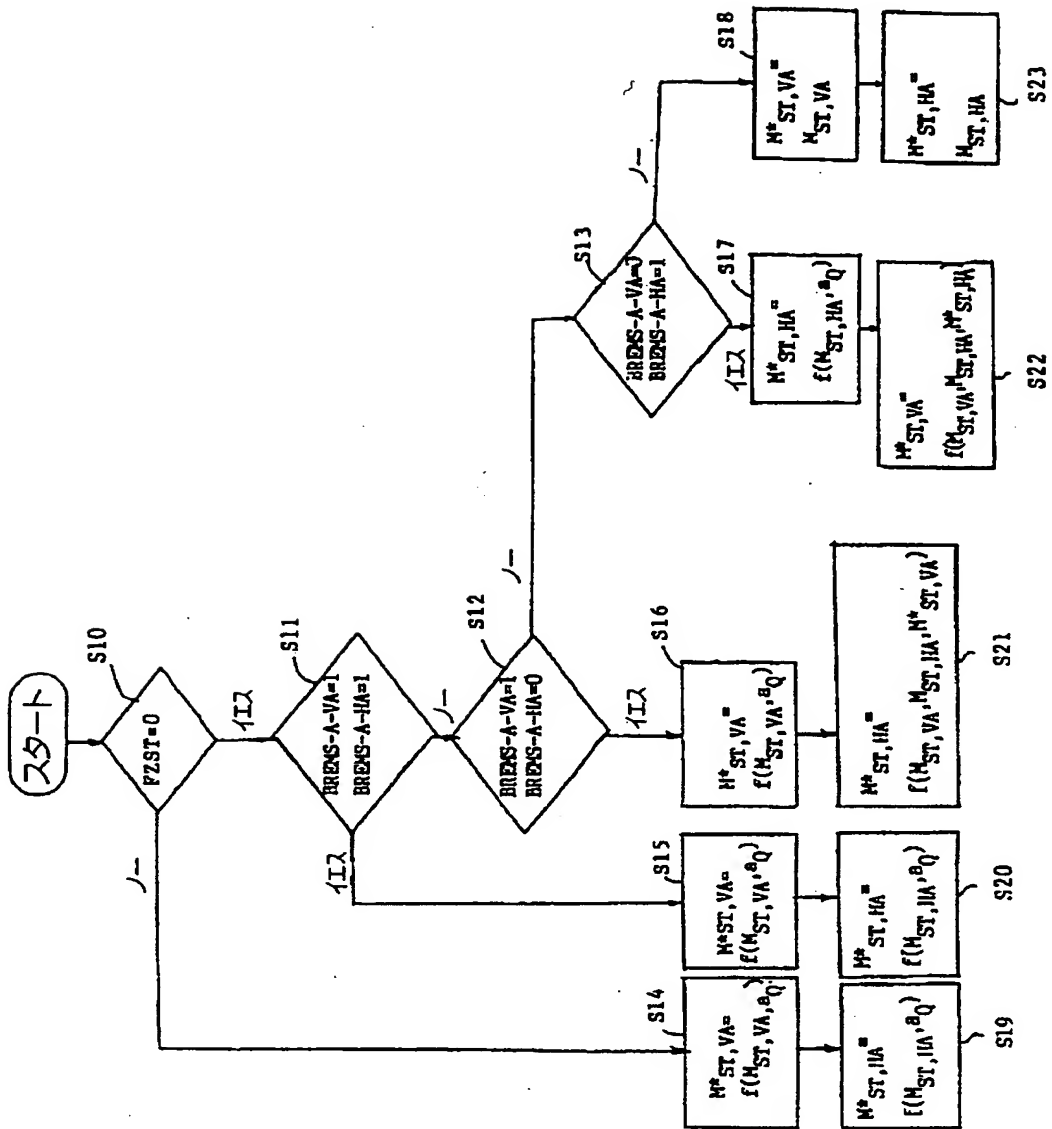 スタート
S10
FZST=0
ノー
イエス
S11
BREMS-A-VA=1
BREMS-A-HA=1
イエス
ノー
S12
BREMS-A-VA=1
BREMS-A-HA=0
ノー
イエス
S13
BREMS-A-VA=J
BREMS-A-HA=1
ノー
イエス
S14
M*ST,VA=
f(MST,VA,aQ)
S15
M*ST,VA=
f(MST,VA,aQ)
S16
M*ST,VA=
f(MST,VA,aQ)
S17
M*ST,HA=
f(MST,HA,aQ)
S18
M*ST,VA=
MST,VA
M*ST,HA=
f(MST,HA,aQ)
S19
M*ST,HA=
f(MST,HA,aQ)
S20
M*ST,HA=
f(MST,VA,MST,HA,M*ST,VA)
S21
M*ST,VA=
f(MST,VA,MST,HA,M*ST,HA)
S22
M*ST,HA=
MST,HA
S23